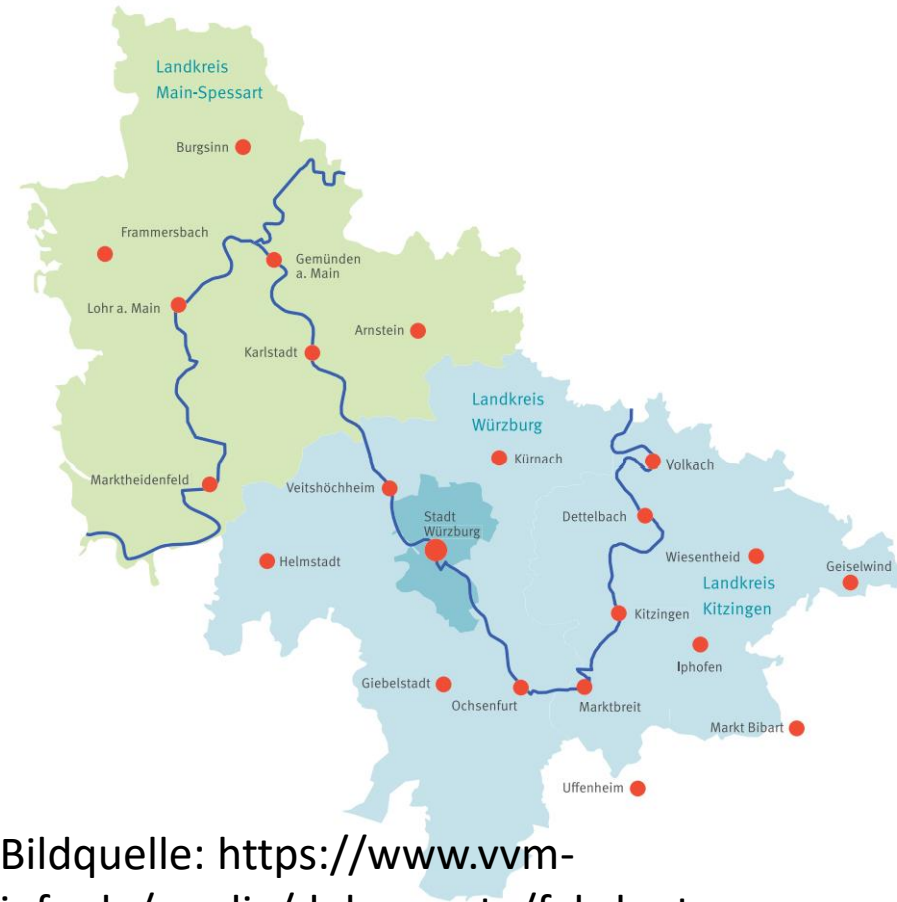 Landkreis
Main-Spessart
Burgsinn
Frammersbach
Gemünden
a. Main
Lohr a. Main
Arnstein
Karlstadt
Landkreis
Würzburg
Kürnach
Volkach
Marktheidenfeld
Veitshöchheim
Stadt
Würzburg
Dettelbach
Wiesentheid
Helmstadt
Geiselwind
Landkreis
Kitzingen
Kitzingen
Iphofen
Giebelstadt
Ochsenfurt
Marktbreit
Markt Bibart
Uffenheim
Bildquelle: https://www.vvm-